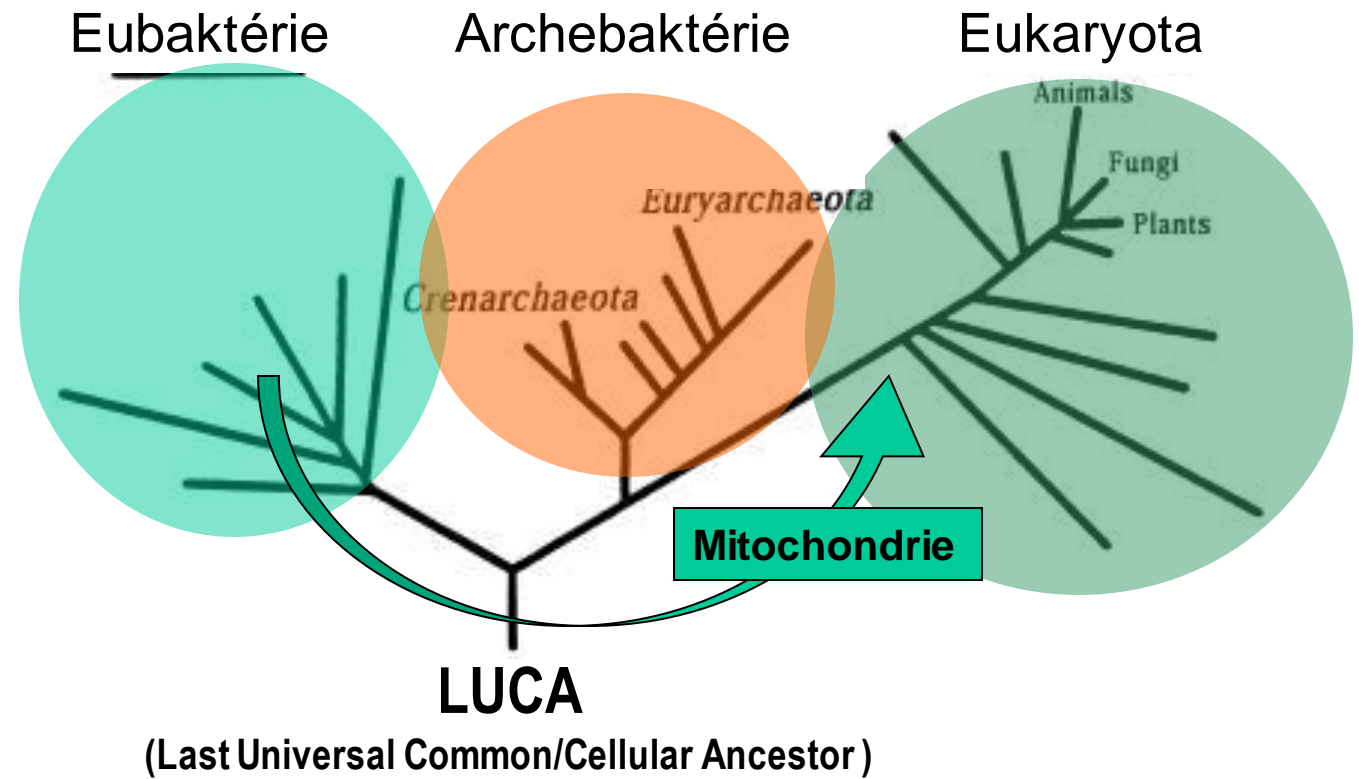 Eubaktérie
Archebaktérie
Eukaryota
Animals
Fungi
Euryarchaeota
Plants
Crenarchaeota
Mitochondrie
LUCA
(Last Universal Common/Cellular Ancestor )